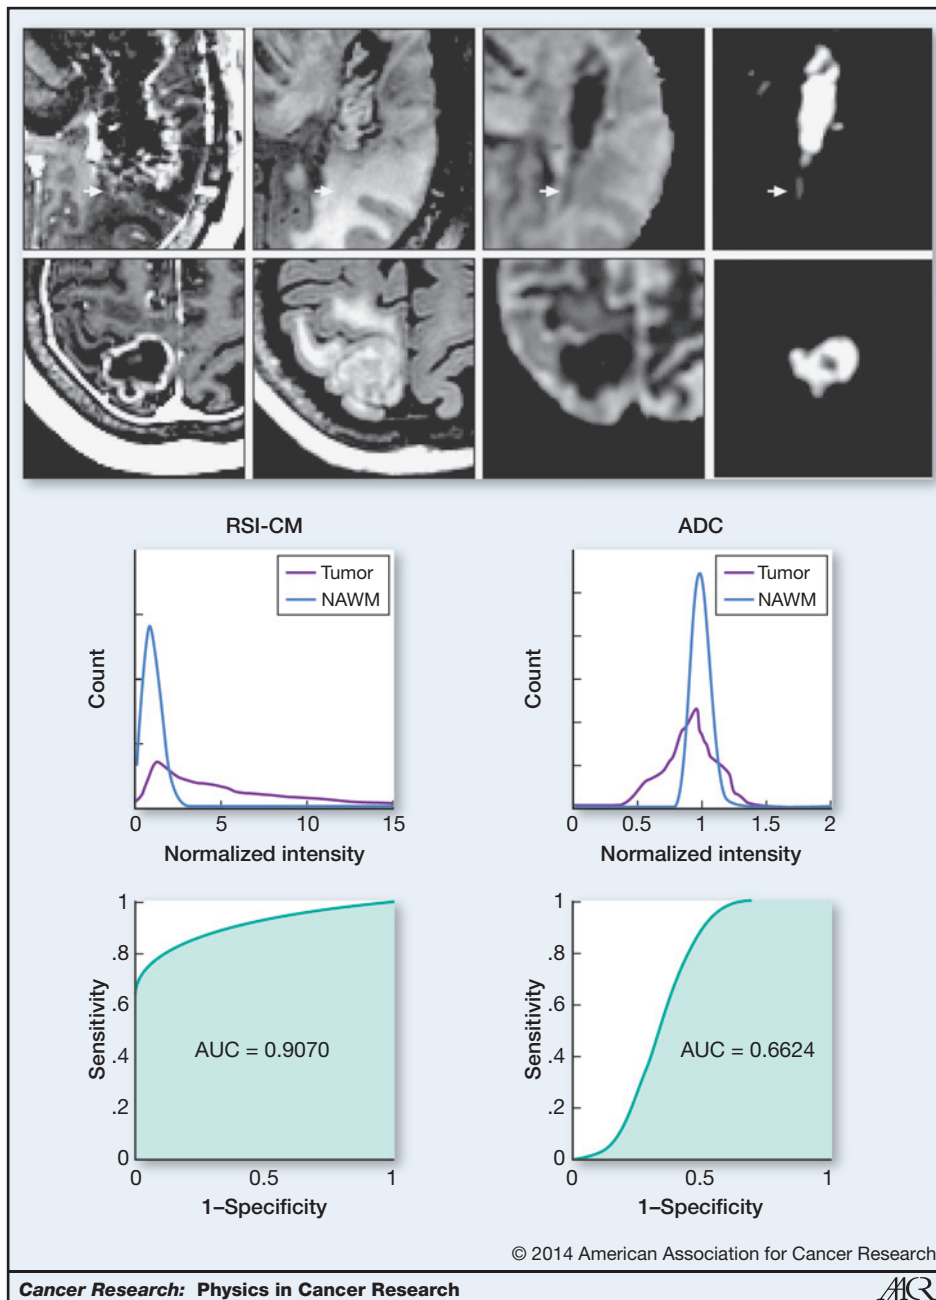 RSI-CM
ADC
Tumor
NAWM
Count
0
5
10
15
Normalized intensity
Tumor
NAWM
Count
0
0.5
1
1.5
2
Normalized intensity
1
.8
.6
.4
.2
0
Sensitivity
AUC = 0.9070
0
0.5
1
1–Specificity
1
.8
.6
.4
.2
0
Sensitivity
AUC = 0.6624
0
0.5
1
1–Specificity
© 2014 American Association for Cancer Research
Cancer Research: Physics in Cancer Research
AACR